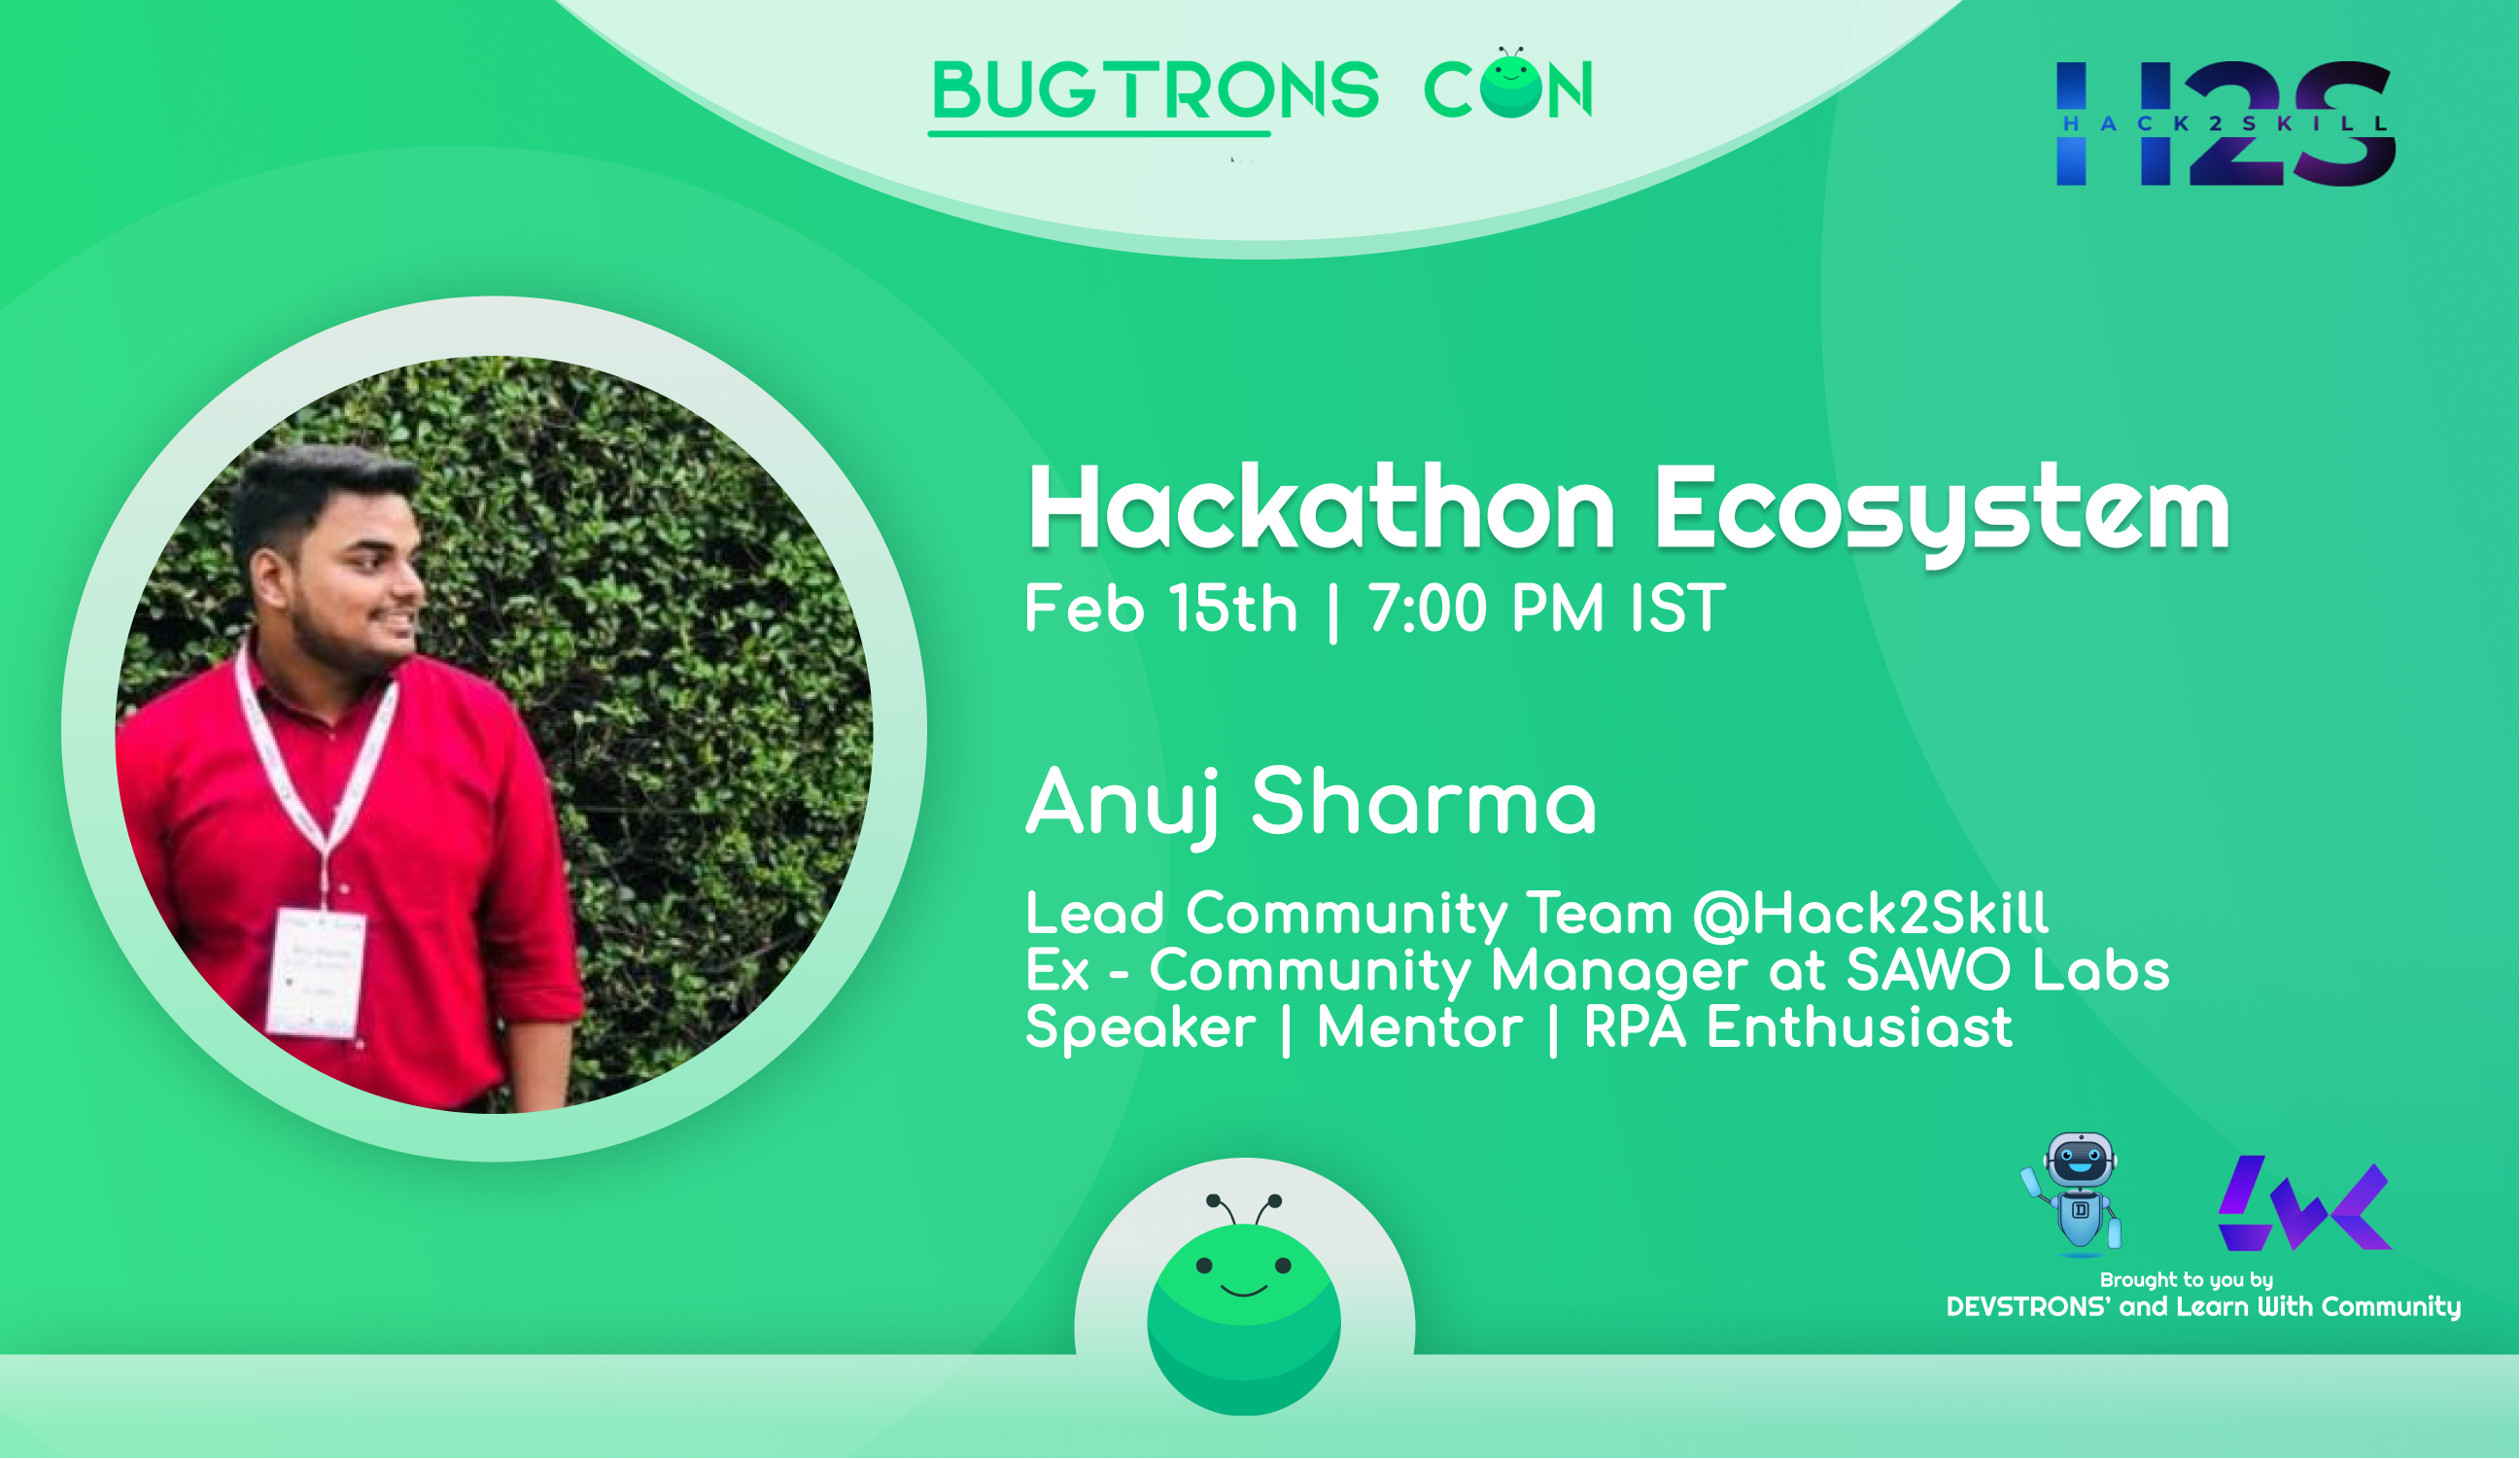 BUGTRONS CON
H2S
HACK2SKILL
Hackathon Ecosystem
Feb 15th | 7:00 PM IST
Anuj Sharma
Lead Community Team @Hack2Skill
Ex - Community Manager at SAWO Labs
Speaker | Mentor | RPA Enthusiast
D
Brought to you by
DEVSTRONS' and Learn With Community